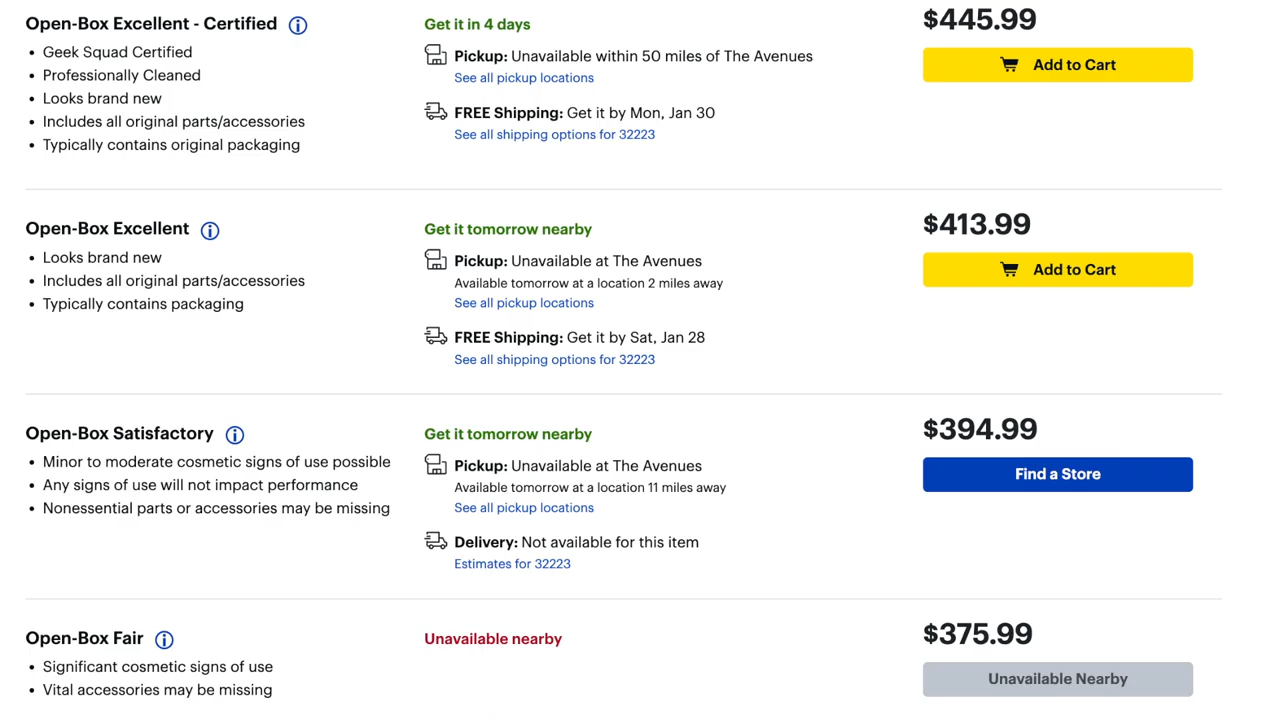 Open-Box Excellent - Certified
• Geek Squad Certified
• Professionally Cleaned
• Looks brand new
• Includes all original parts/accessories
• Typically contains original packaging
Get it in 4 days
Pickup: Unavailable within 50 miles of The Avenues
See all pickup locations
FREE Shipping: Get it by Mon, Jan 30
See all shipping options for 32223
$445.99
Add to Cart
Open-Box Excellent
• Looks brand new
• Includes all original parts/accessories
• Typically contains packaging
Get it tomorrow nearby
Pickup: Unavailable at The Avenues
Available tomorrow at a location 2 miles away
See all pickup locations
FREE Shipping: Get it by Sat, Jan 28
See all shipping options for 32223
$413.99
Add to Cart
Open-Box Satisfactory
• Minor to moderate cosmetic signs of use possible
• Any signs of use will not impact performance
• Nonessential parts or accessories may be missing
Get it tomorrow nearby
Pickup: Unavailable at The Avenues
Available tomorrow at a location 11 miles away
See all pickup locations
Delivery: Not available for this item
Estimates for 32223
$394.99
Find a Store
Open-Box Fair
• Significant cosmetic signs of use
• Vital accessories may be missing
Unavailable nearby
$375.99
Unavailable Nearby